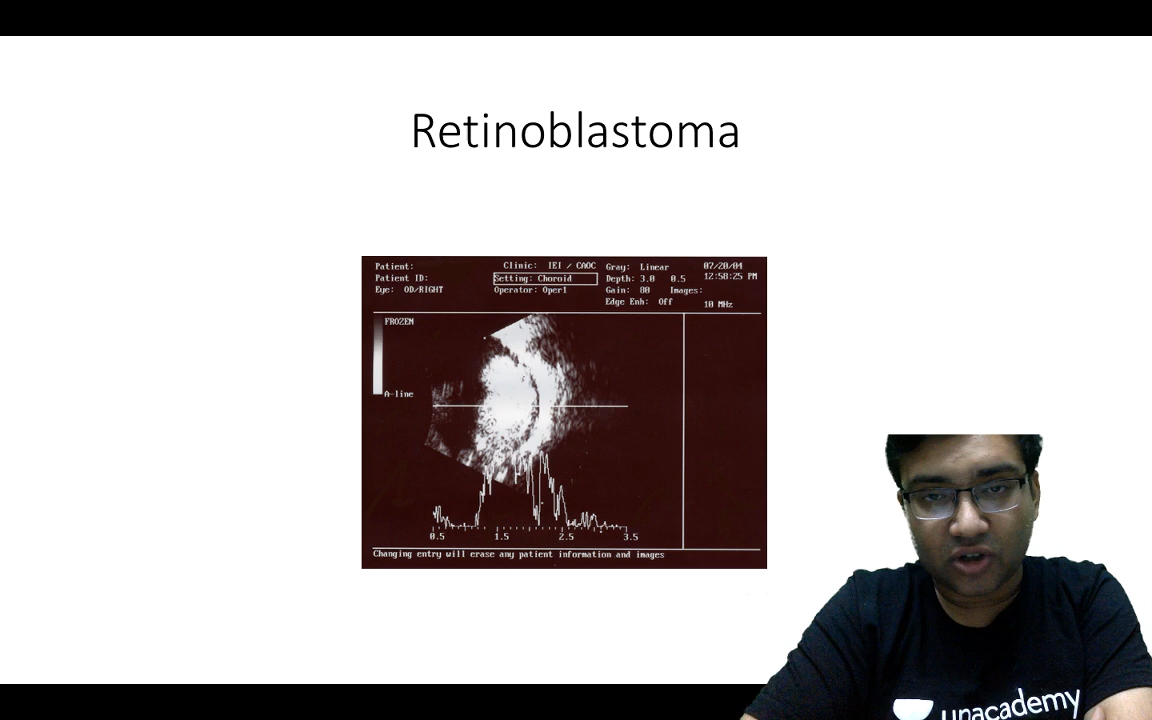 Retinoblastoma
Patient: Clinic: IEI / CAOC Gray: Linear 07/20/04
Patient ID: Setting: Choroid Depth: 3.0 0.5 12:58:25 PM
Eye: OD/RIGHT Operator: Oper1 Gain: 80 Images:
Edge Enh: Off 10 MHz
FROZEN
A-line
0.5 1.5 2.5 3.5
Changing entry will erase any patient information and images
unacademy